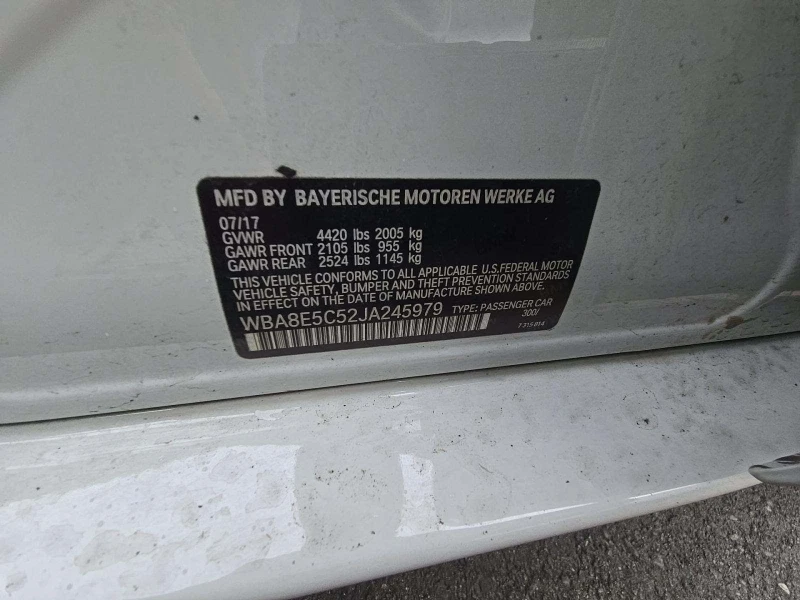 MFD BY BAYERISCHE MOTOREN WERKE AG
07/17
GVWR 4420 lbs 2005 kg
GAWR FRONT 2105 lbs 955 kg
GAWR REAR 2524 lbs 1145 kg
THIS VEHICLE CONFORMS TO ALL APPLICABLE U.S.FEDERAL MOTOR
VEHICLE SAFETY, BUMPER AND THEFT PREVENTION STANDARDS
IN EFFECT ON THE DATE OF MANUFACTURE SHOWN ABOVE.
WBA8E5C52JA245979 TYPE: PASSENGER CAR
300/